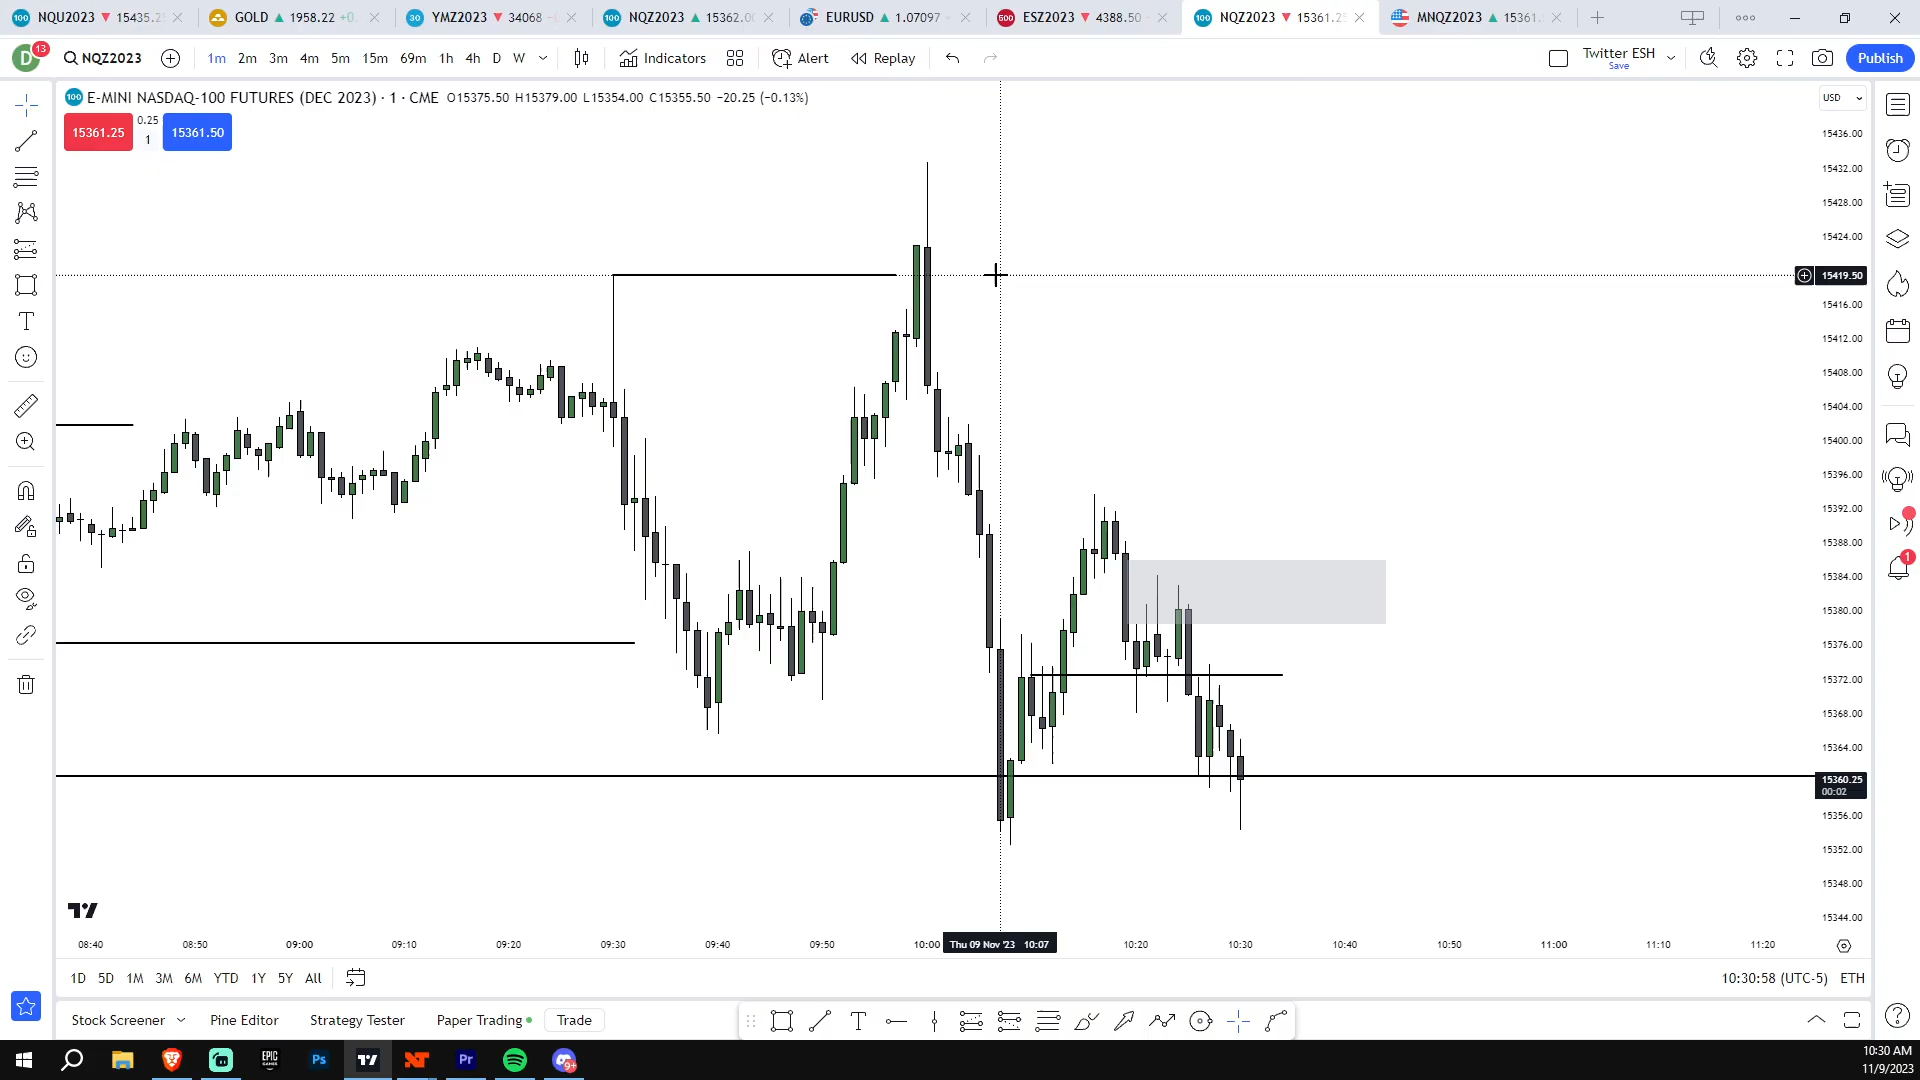 NQU2023 ▼ 15435.2
GOLD ▲ 1958.22 +0.
YMZ2023 ▼ 34068
NQZ2023 ▲ 15362.00
EURUSD ▲ 1.07097
ESZ2023 ▼ 4388.50
NQZ2023 ▼ 15361.25
MNQZ2023 ▲ 15361.
D 13 NQZ2023 1m 2m 3m 4m 5m 15m 69m 1h 4h D W Indicators Alert Replay Twitter ESH Save Publish
E-MINI NASDAQ-100 FUTURES (DEC 2023) · 1 · CME O15375.50 H15379.00 L15354.00 C15355.50 −20.25 (−0.13%)
USD
15361.25 0.25 1 15361.50
15436.00
15432.00
15428.00
15424.00
15419.50
15416.00
15412.00
15408.00
15404.00
15400.00
15396.00
15392.00
15388.00
15384.00
15380.00
15376.00
15372.00
15368.00
15364.00
15360.25
00:02
15356.00
15352.00
15348.00
15344.00
08:40 08:50 09:00 09:10 09:20 09:30 09:40 09:50 10:00 Thu 09 Nov '23 10:07 10:20 10:30 10:40 10:50 11:00 11:10 11:20
1D 5D 1M 3M 6M YTD 1Y 5Y All 10:30:58 (UTC-5) ETH
Stock Screener Pine Editor Strategy Tester Paper Trading Trade
EPIC GAMES Ps Pr 9+
10:30 AM
11/9/2023